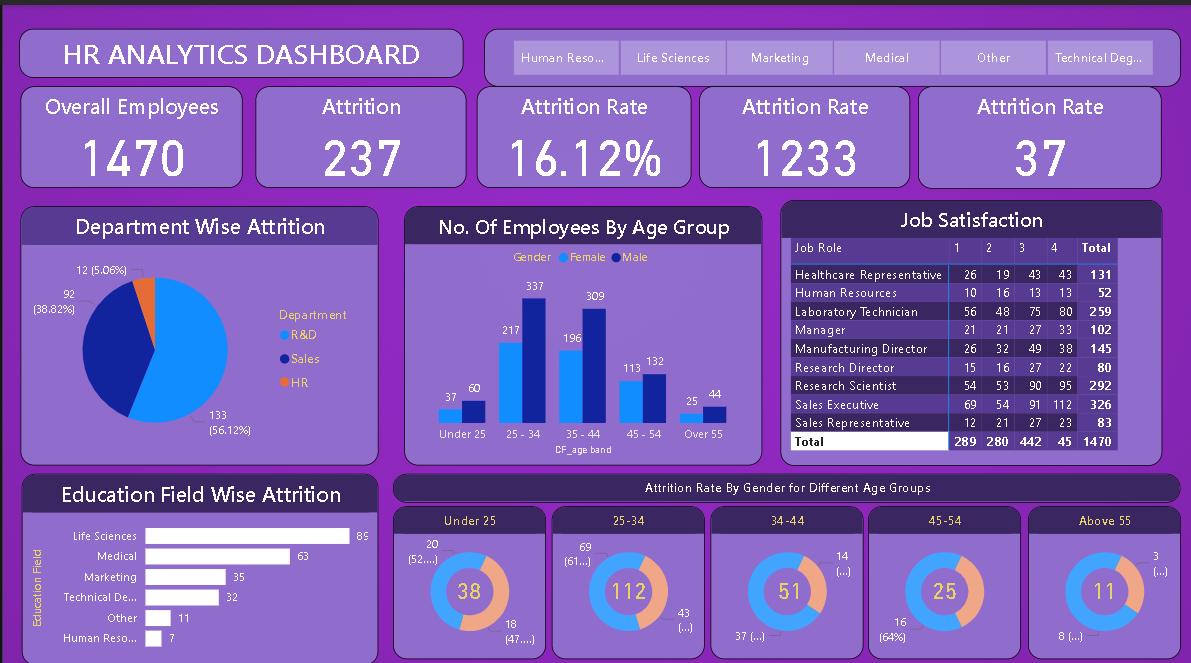 HR ANALYTICS DASHBOARD
Human Reso... Life Sciences Marketing Medical Other Technical Deg...
Overall Employees
1470
Attrition
237
Attrition Rate
16.12%
Attrition Rate
1233
Attrition Rate
37
Department Wise Attrition
12 (5.06%)
92
(38.82%)
133
(56.12%)
Department
R&D
Sales
HR
No. Of Employees By Age Group
Gender Female Male
37 60 217 337 196 309 113 132 25 44
Under 25 25 - 34 35 - 44 45 - 54 Over 55
CF_age band
Job Satisfaction
Job Role 1 2 3 4 Total
Healthcare Representative 26 19 43 43 131
Human Resources 10 16 13 13 52
Laboratory Technician 56 48 75 80 259
Manager 21 21 27 33 102
Manufacturing Director 26 32 49 38 145
Research Director 15 16 27 22 80
Research Scientist 54 53 90 95 292
Sales Executive 69 54 91 112 326
Sales Representative 12 21 27 23 83
Total 289 280 442 45 1470
Education Field Wise Attrition
Education Field
Life Sciences 89
Medical 63
Marketing 35
Technical De... 32
Other 11
Human Reso... 7
Attrition Rate By Gender for Different Age Groups
Under 25
20
(52....)
38
18
(47....)
25-34
69
(61...)
112
43
(...)
34-44
14
(...)
51
37 (...)
45-54
25
16
(64%)
Above 55
3
(...)
11
8 (...)